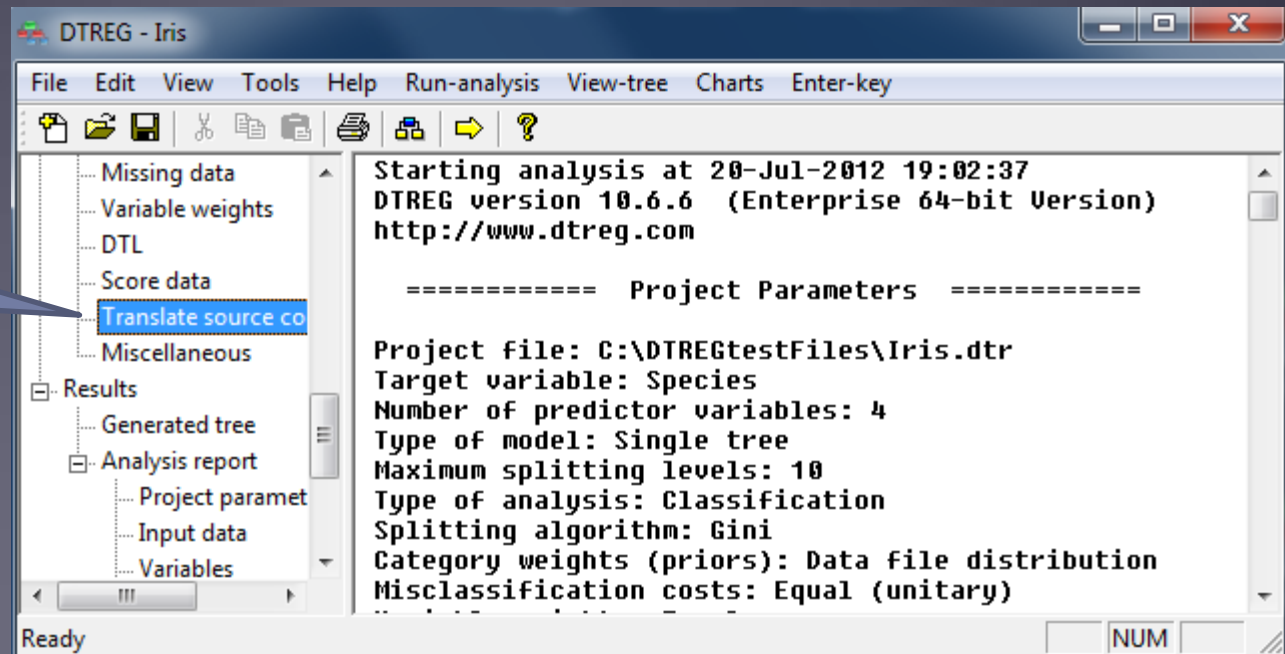 DTREG - Iris
File Edit View Tools Help Run-analysis View-tree Charts Enter-key
Missing data
Variable weights
DTL
Score data
Translate source co
Miscellaneous
Results
Generated tree
Analysis report
Project paramet
Input data
Variables
Starting analysis at 20-Jul-2012 19:02:37
DTREG version 10.6.6 (Enterprise 64-bit Version)
http://www.dtreg.com
============ Project Parameters ============
Project file: C:\DTREGtestFiles\Iris.dtr
Target variable: Species
Number of predictor variables: 4
Type of model: Single tree
Maximum splitting levels: 10
Type of analysis: Classification
Splitting algorithm: Gini
Category weights (priors): Data file distribution
Misclassification costs: Equal (unitary)
Ready
NUM